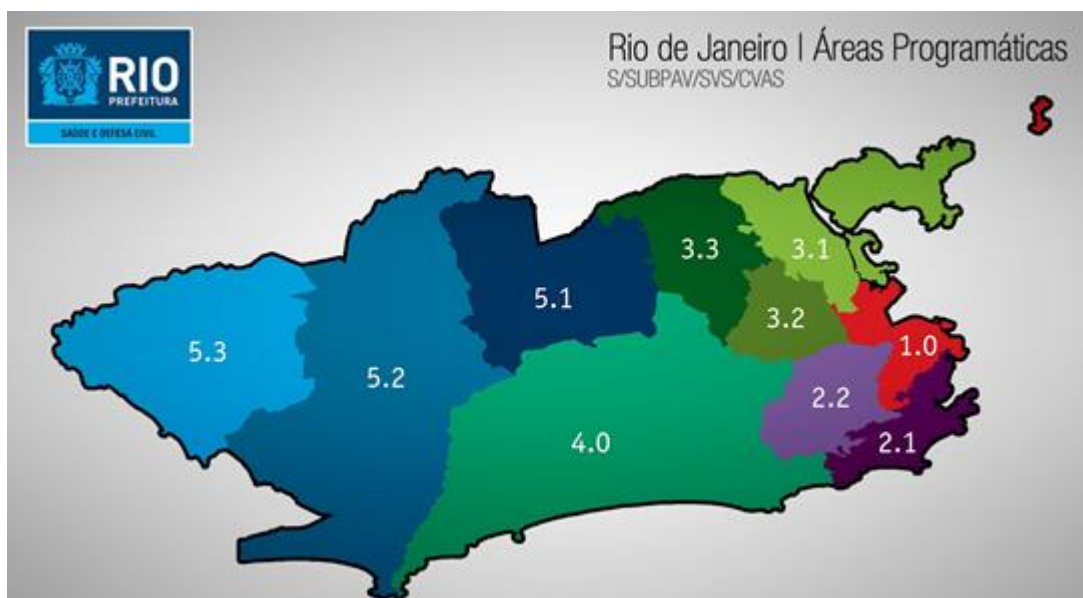 RIO
PREFEITURA
SAÚDE E DEFESA CIVIL
Rio de Janeiro | Áreas Programáticas
S/SUBPAV/SVS/CVAS
3.3
3.1
5.1
3.2
5.3
1.0
5.2
2.2
4.0
2.1